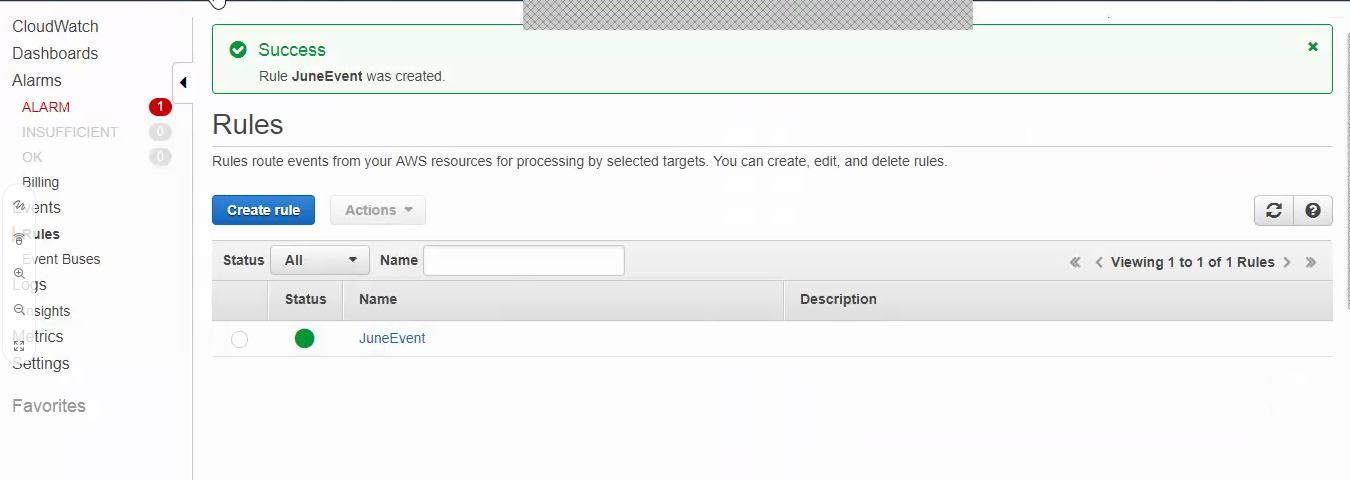 CloudWatch
Dashboards
Alarms
ALARM 1
INSUFFICIENT 0
OK 0
Billing
Events
Rules
Event Buses
Logs
Insights
Metrics
Settings
Favorites
Success
Rule JuneEvent was created.
Rules
Rules route events from your AWS resources for processing by selected targets. You can create, edit, and delete rules.
Create rule Actions
Status All Name Viewing 1 to 1 of 1 Rules
Status Name Description
JuneEvent